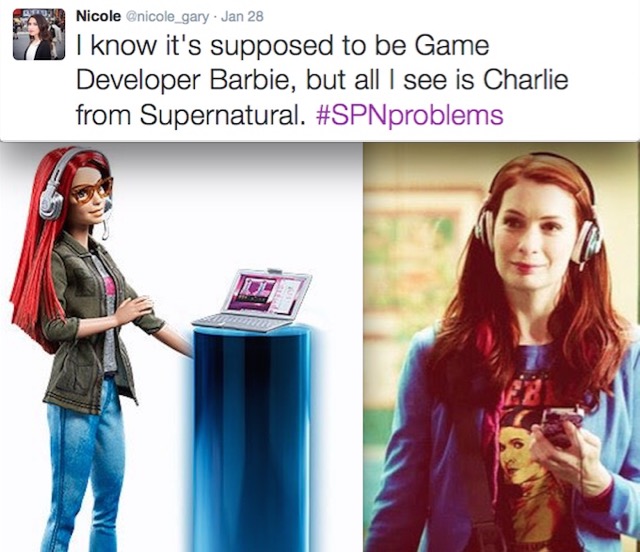 Nicole @nicole_gary · Jan 28
I know it's supposed to be Game
Developer Barbie, but all I see is Charlie
from Supernatural. #SPNproblems